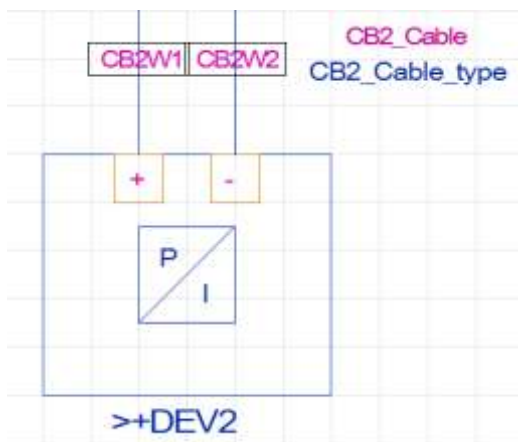 CB2_Cable
CB2W1 CB2W2
CB2_Cable_type
+ -
P
I
>+DEV2